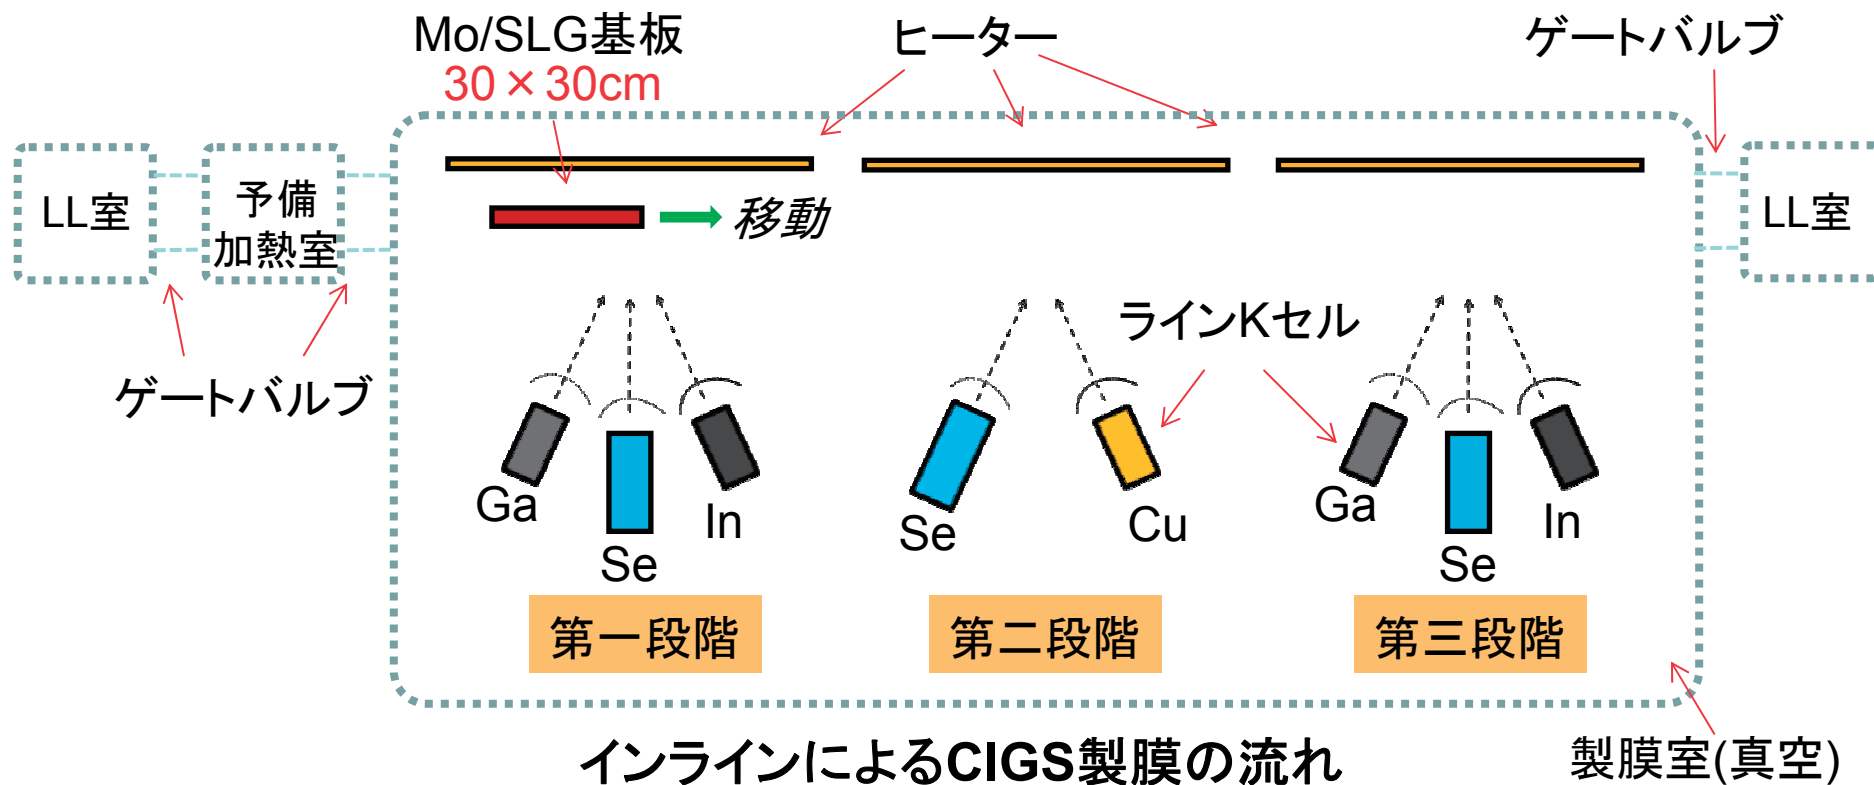 Mo/SLG基板
30×30cm
ヒーター
ゲートバルブ
LL室
予備
加熱室
移動
LL室
ラインKセル
ゲートバルブ
Ga
Se
In
Se
Cu
Ga
Se
In
第一段階
第二段階
第三段階
インラインによるCIGS製膜の流れ
製膜室(真空)